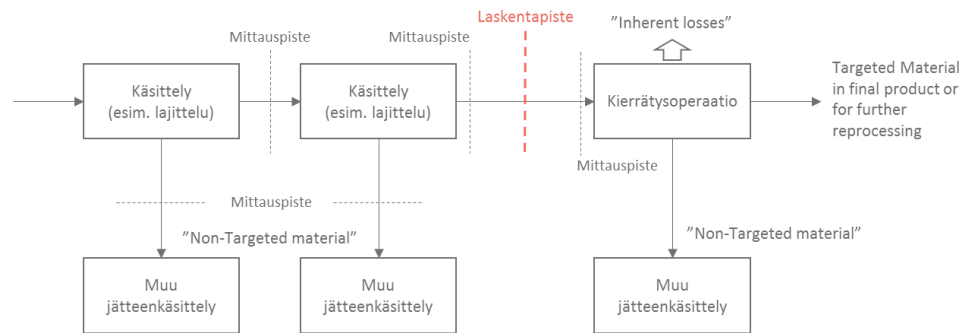 Laskentapiste
"Inherent losses"
Mittauspiste
Mittauspiste
Käsittely
(esim. lajittelu)
Käsittely
(esim. lajittelu)
Kierrätysoperaatio
Targeted Material
in final product or
for further
reprocessing
Mittauspiste
Mittauspiste
"Non-Targeted material"
"Non-Targeted material"
Muu
jätteenkäsittely
Muu
jätteenkäsittely
Muu
jätteenkäsittely